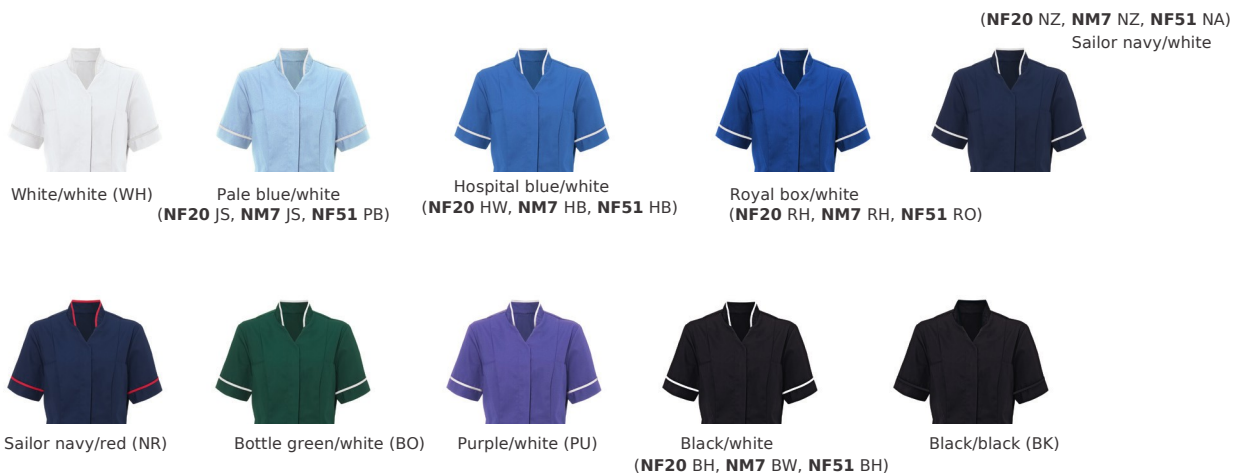 (NF20 NZ, NM7 NZ, NF51 NA)
Sailor navy/white
White/white (WH)
Pale blue/white
(NF20 JS, NM7 JS, NF51 PB)
Hospital blue/white
(NF20 HW, NM7 HB, NF51 HB)
Royal box/white
(NF20 RH, NM7 RH, NF51 RO)
Sailor navy/red (NR)
Bottle green/white (BO)
Purple/white (PU)
Black/white
(NF20 BH, NM7 BW, NF51 BH)
Black/black (BK)